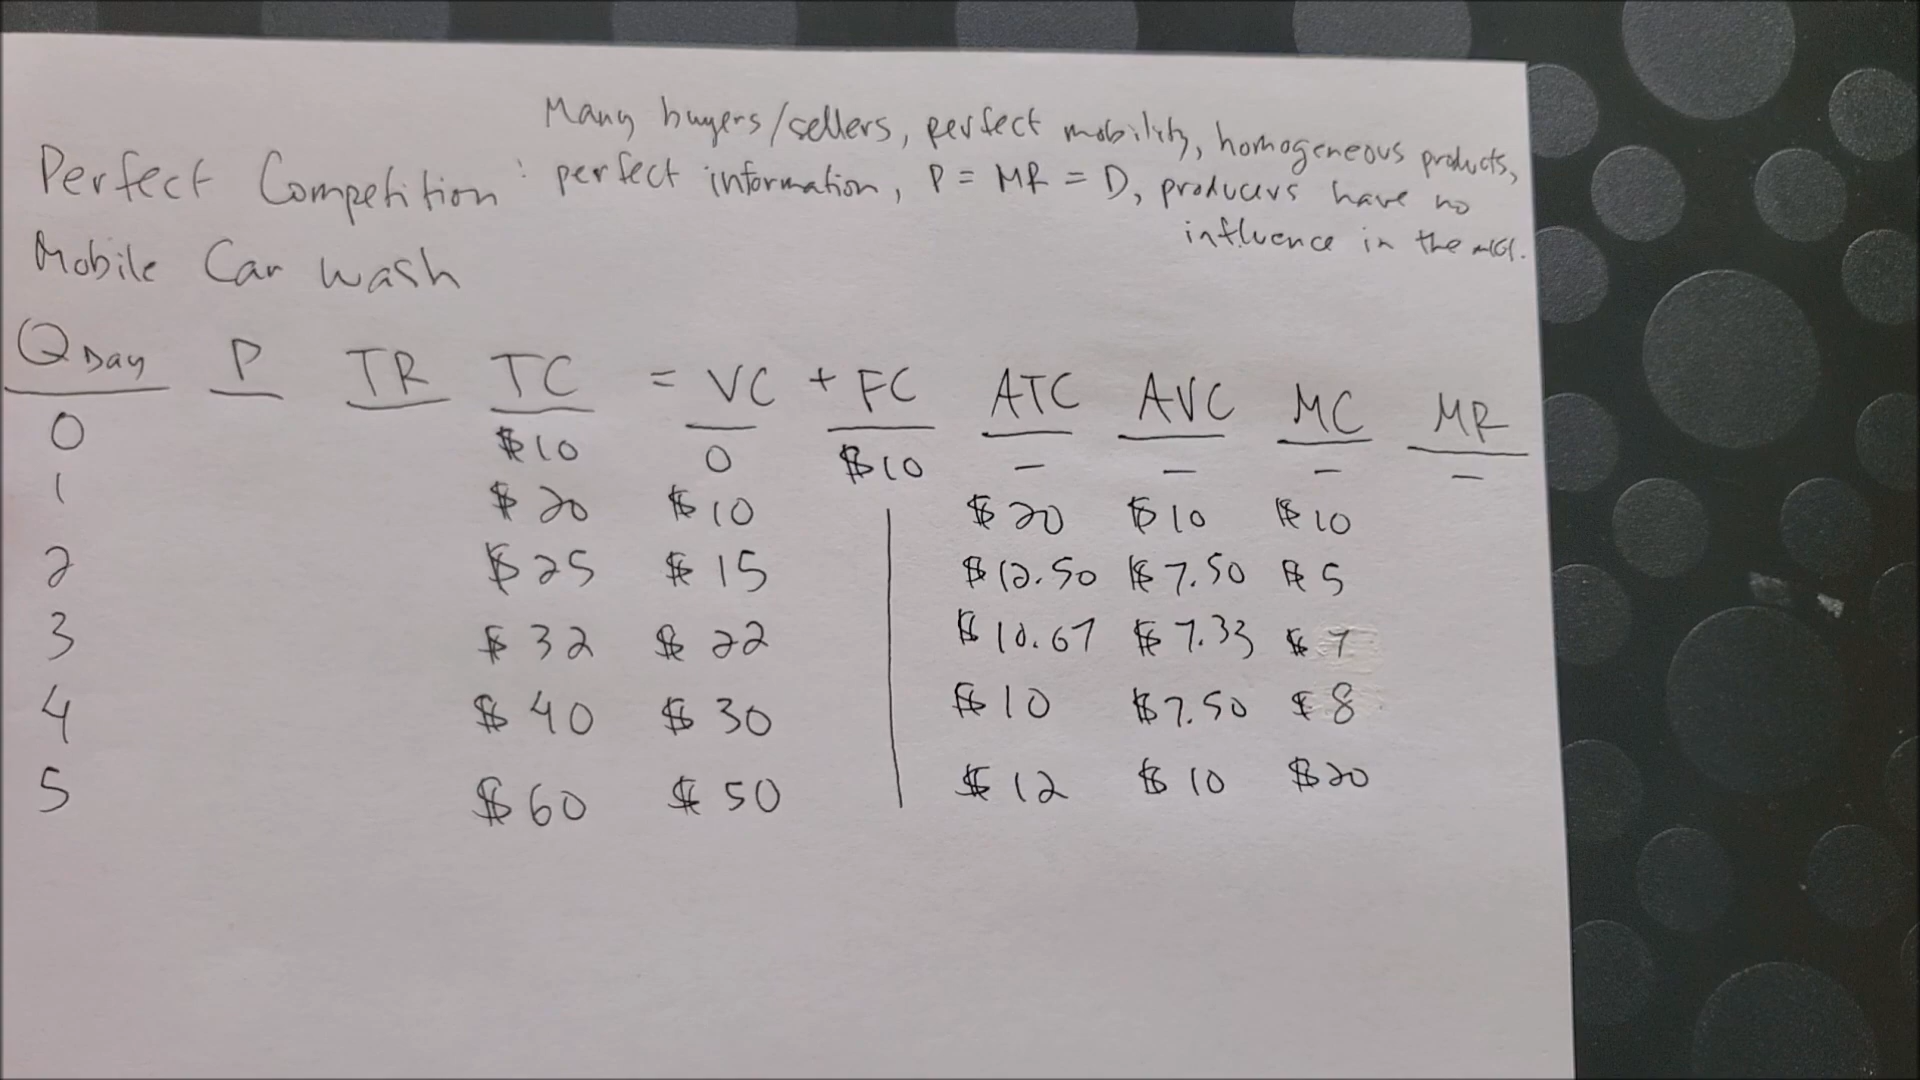 Many buyers/sellers, perfect mobility, homogeneous products,
Perfect Competition: perfect information, P = MR = D, producers have no
influence in the mkt.
Mobile Car wash
Q Day P TR TC = VC + FC ATC AVC MC MR
0 $10 0 $10 - - - -
1 $20 $10 $20 $10 $10
2 $25 $15 $12.50 $7.50 $5
3 $32 $22 $10.67 $7.33 $7
4 $40 $30 $10 $7.50 $8
5 $60 $50 $12 $10 $20